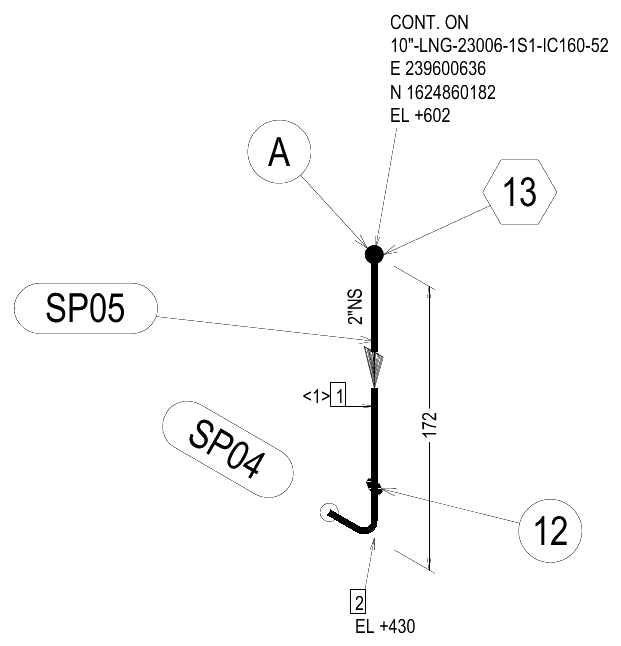 CONT. ON
10"-LNG-23006-1S1-IC160-52
E 239600636
N 1624860182
EL +602
A
13
2"NS
SP05
<1> 1
172
SP04
12
2
EL +430